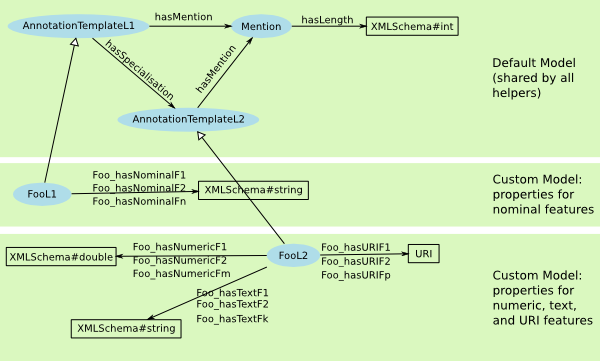 AnnotationTemplateL1
hasMention
Mention
hasLength
XMLSchema#int
hasSpecialisation
hasMention
AnnotationTemplateL2
Default Model
(shared by all
helpers)
FooL1
Foo_hasNominalF1
Foo_hasNominalF2
Foo_hasNominalFn
XMLSchema#string
Custom Model:
properties for
nominal features
XMLSchema#double
Foo_hasNumericF1
Foo_hasNumericF2
Foo_hasNumericFm
FooL2
Foo_hasURIF1
Foo_hasURIF2
Foo_hasURIFp
URI
Foo_hasTextF1
Foo_hasTextF2
Foo_hasTextFk
XMLSchema#string
Custom Model:
properties for
numeric, text,
and URI features